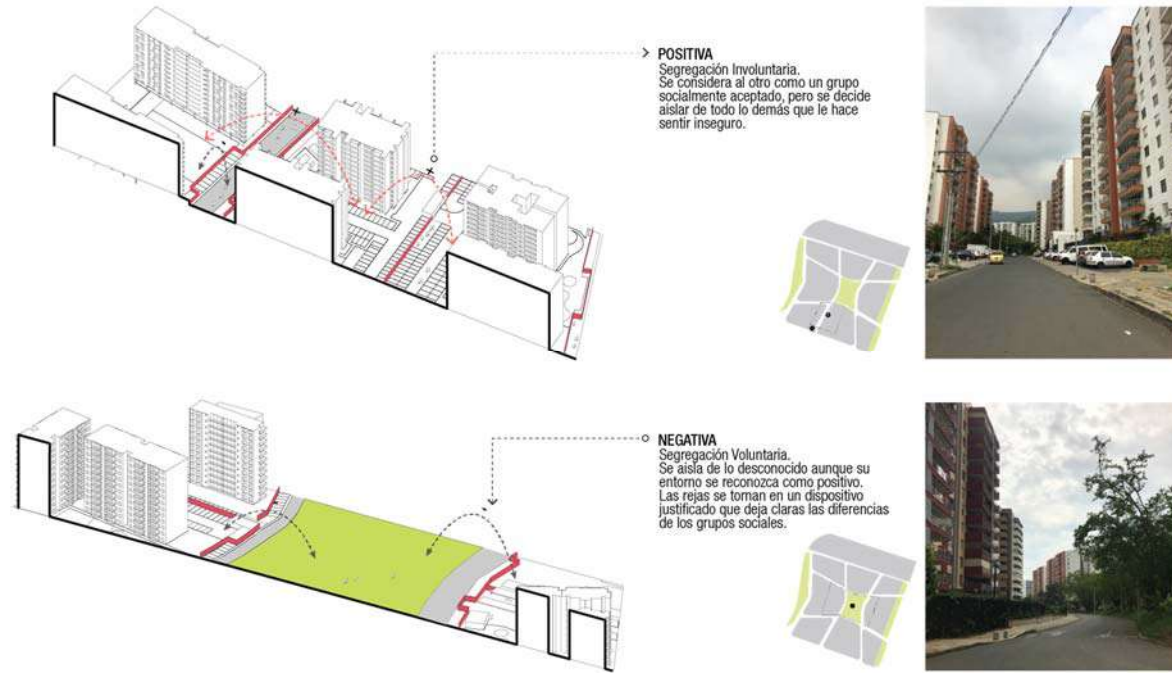 POSITIVA
Segregación Involuntaria.
Se considera al otro como un grupo
socialmente aceptado, pero se decide
aislar de todo lo demás que le hace
sentir inseguro.
NEGATIVA
Segregación Voluntaria.
Se aisla de lo desconocido aunque su
entorno se reconozca como positivo.
Las rejas se tornan en un dispositivo
justificado que deja claras las diferencias
de los grupos sociales.